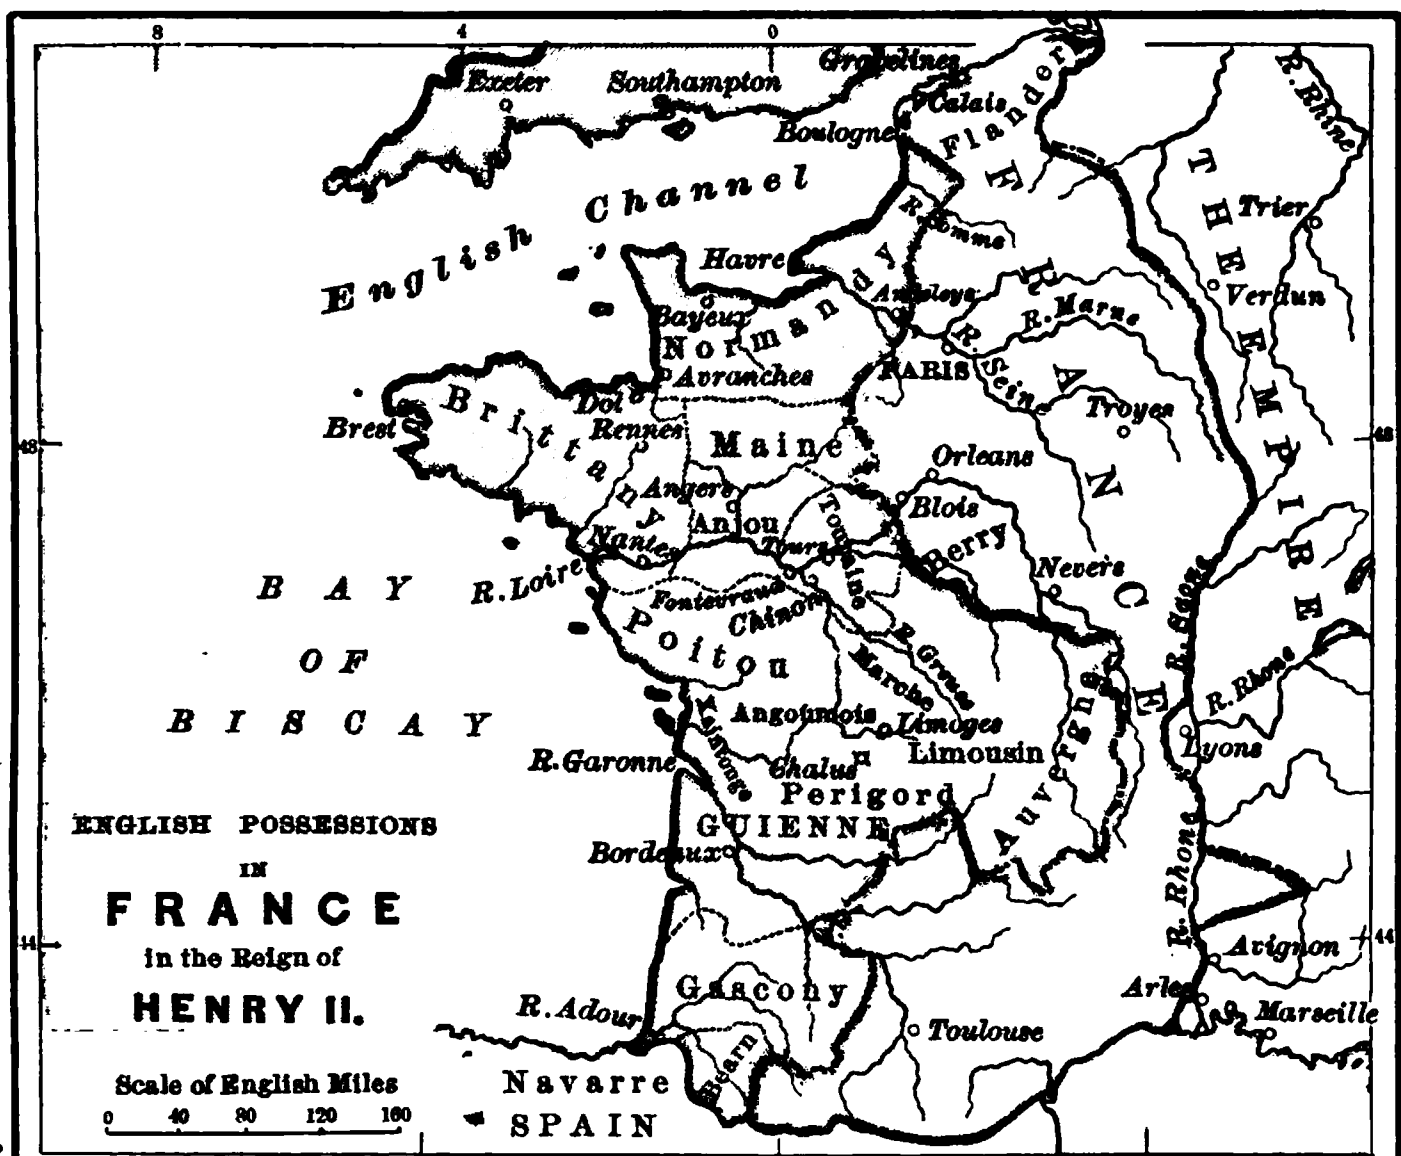 8 4 0
Exeter
Southampton
Gravelines
Calais
Boulogne
Flanders
R. Rhine
English Channel
R. Somme
Trier
THE EMPIRE
FRANCE
Havre
Andeleys
Verdun
Bayeux
Normandy
R. Marne
R. Seine
PARIS
Avranches
Dol
Troyes
Brittany
Brest
Rennes
48
48
Maine
Orleans
Angers
Blois
Anjou
Touraine
Nantes
Tours
Berry
Nevers
R. Loire
BAY
OF
BISCAY
Fontevraud
Chinon
Poitou
R. Creuse
Marche
R. Saone
R. Rhone
Angoumois
Limoges
Lyons
Saintonge
R. Garonne
Chalus
Limousin
Auvergne
Perigord
GUIENNE
Bordeaux
R. Rhone
ENGLISH POSSESSIONS
IN
FRANCE
in the Reign of
HENRY II.
44
44
Avignon
Gascony
Arles
R. Adour
Toulouse
Marseille
Bearn
Navarre
SPAIN
Scale of English Miles
0 40 80 120 160